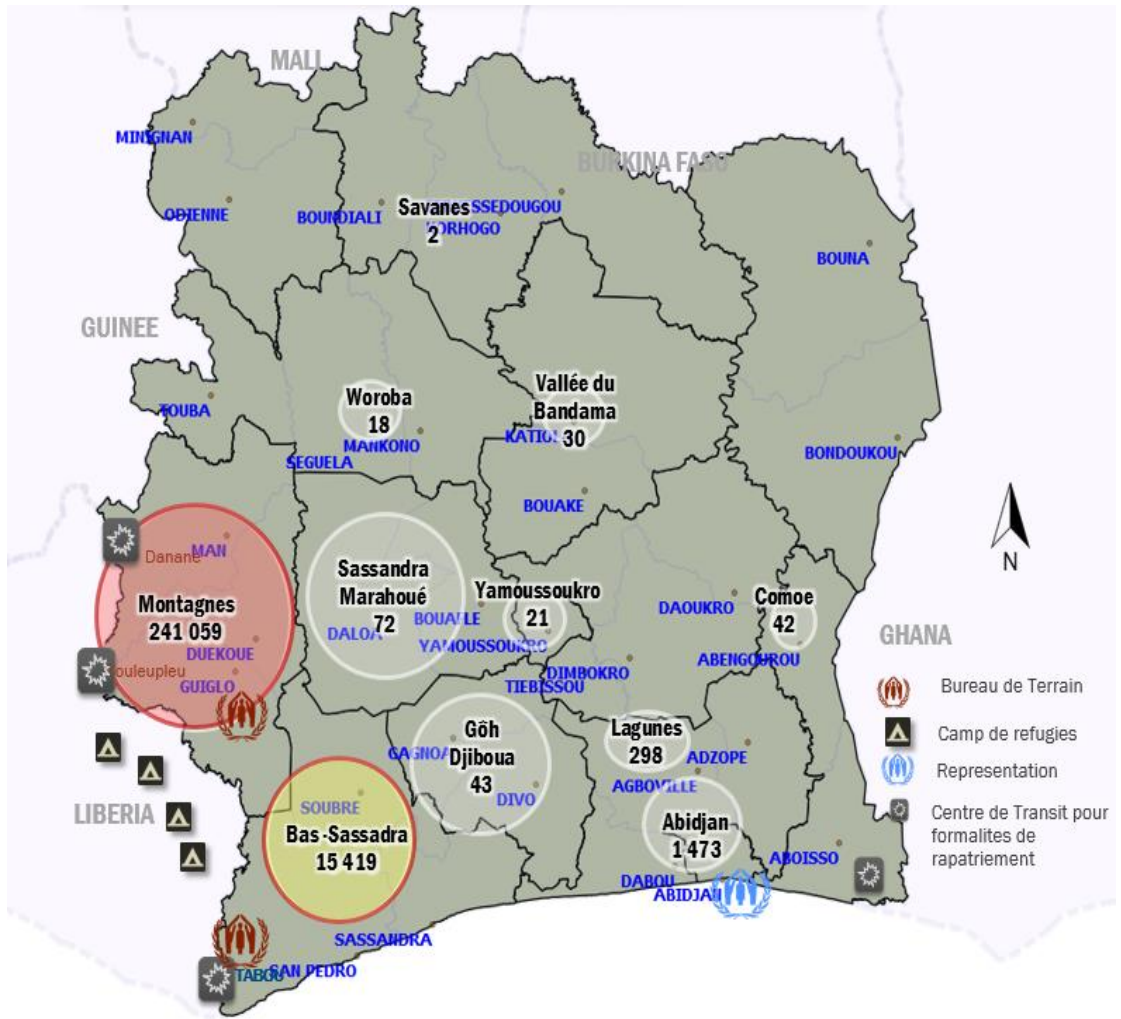 MALI
MINIGNAN
BURKINA FASO
ODIENNE
BOUNDIALI
Savanes
2
BOUNA
GUINEE
TOUBA
Woroba
18
MANKONO
SEGUELA
Vallée du
Bandama
30
BOUAKE
BONDOUKOU
N
MAN
Danane
Montagnes
241 059
DUEKOUE
GUIGLO
Sassandra
Marahoué
72
DALOA
BOUAFLE
Yamoussoukro
21
YAMOUSSOUKRO
TIEBISSOU
DIMBOKRO
DAOUKRO
Comoe
42
ABENGOUROU
GHANA
Bureau de Terrain
Camp de refugies
Representation
Centre de Transit pour
formalites de
rapatriement
LIBERIA
GAGNOA
Gôh
Djiboua
43
DIVO
Lagunes
298
ADZOPE
AGBOVILLE
SOUBRE
Bas -Sassadra
15 419
Abidjan
1 473
ABOISSO
DABOU
ABIDJAN
SASSANDRA
TABOU
SAN PEDRO